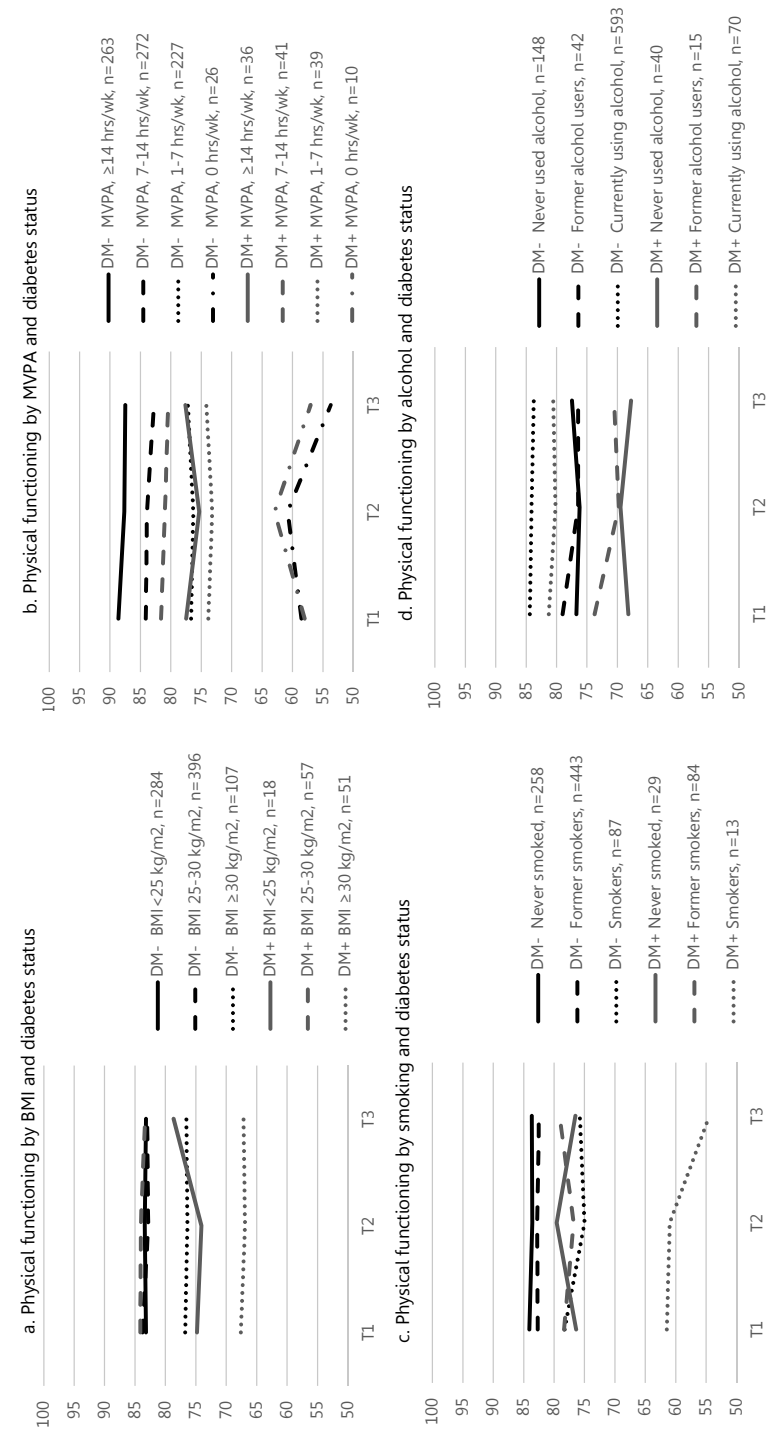 a. Physical functioning by BMI and diabetes status
100
95
90
85
80
75
70
65
60
55
50
T1
T2
T3
DM- BMI <25 kg/m2, n=284
DM- BMI 25-30 kg/m2, n=396
DM- BMI ≥30 kg/m2, n=107
DM+ BMI <25 kg/m2, n=18
DM+ BMI 25-30 kg/m2, n=57
DM+ BMI ≥30 kg/m2, n=51
b. Physical functioning by MVPA and diabetes status
100
95
90
85
80
75
70
65
60
55
50
T1
T2
T3
DM- MVPA, ≥14 hrs/wk, n=263
DM- MVPA, 7-14 hrs/wk, n=272
DM- MVPA, 1-7 hrs/wk, n=227
DM- MVPA, 0 hrs/wk, n=26
DM+ MVPA, ≥14 hrs/wk, n=36
DM+ MVPA, 7-14 hrs/wk, n=41
DM+ MVPA, 1-7 hrs/wk, n=39
DM+ MVPA, 0 hrs/wk, n=10
c. Physical functioning by smoking and diabetes status
100
95
90
85
80
75
70
65
60
55
50
T1
T2
T3
DM- Never smoked, n=258
DM- Former smokers, n=443
DM- Smokers, n=87
DM+ Never smoked, n=29
DM+ Former smokers, n=84
DM+ Smokers, n=13
d. Physical functioning by alcohol and diabetes status
100
95
90
85
80
75
70
65
60
55
50
T1
T2
T3
DM- Never used alcohol, n=148
DM- Former alcohol users, n=42
DM- Currently using alcohol, n=593
DM+ Never used alcohol, n=40
DM+ Former alcohol users, n=15
DM+ Currently using alcohol, n=70